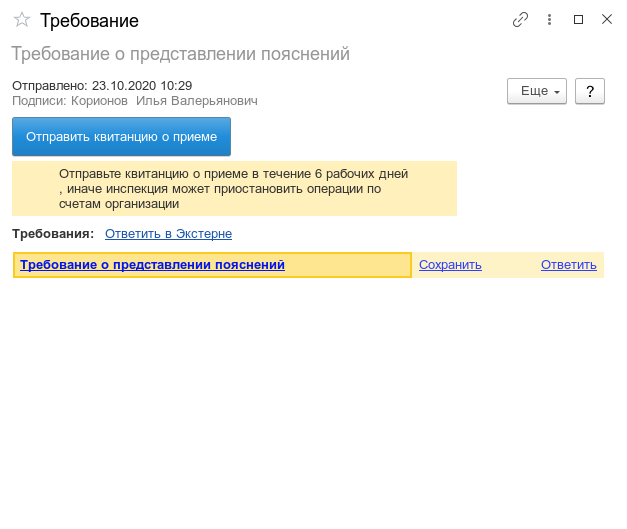 Требование
Требование о представлении пояснений
Отправлено: 23.10.2020 10:29
Подписи: Корионов Илья Валерьянович
Еще
?
Отправить квитанцию о приеме
Отправьте квитанцию о приеме в течение 6 рабочих дней
, иначе инспекция может приостановить операции по
счетам организации
Требования: Ответить в Экстерне
Требование о представлении пояснений Сохранить Ответить